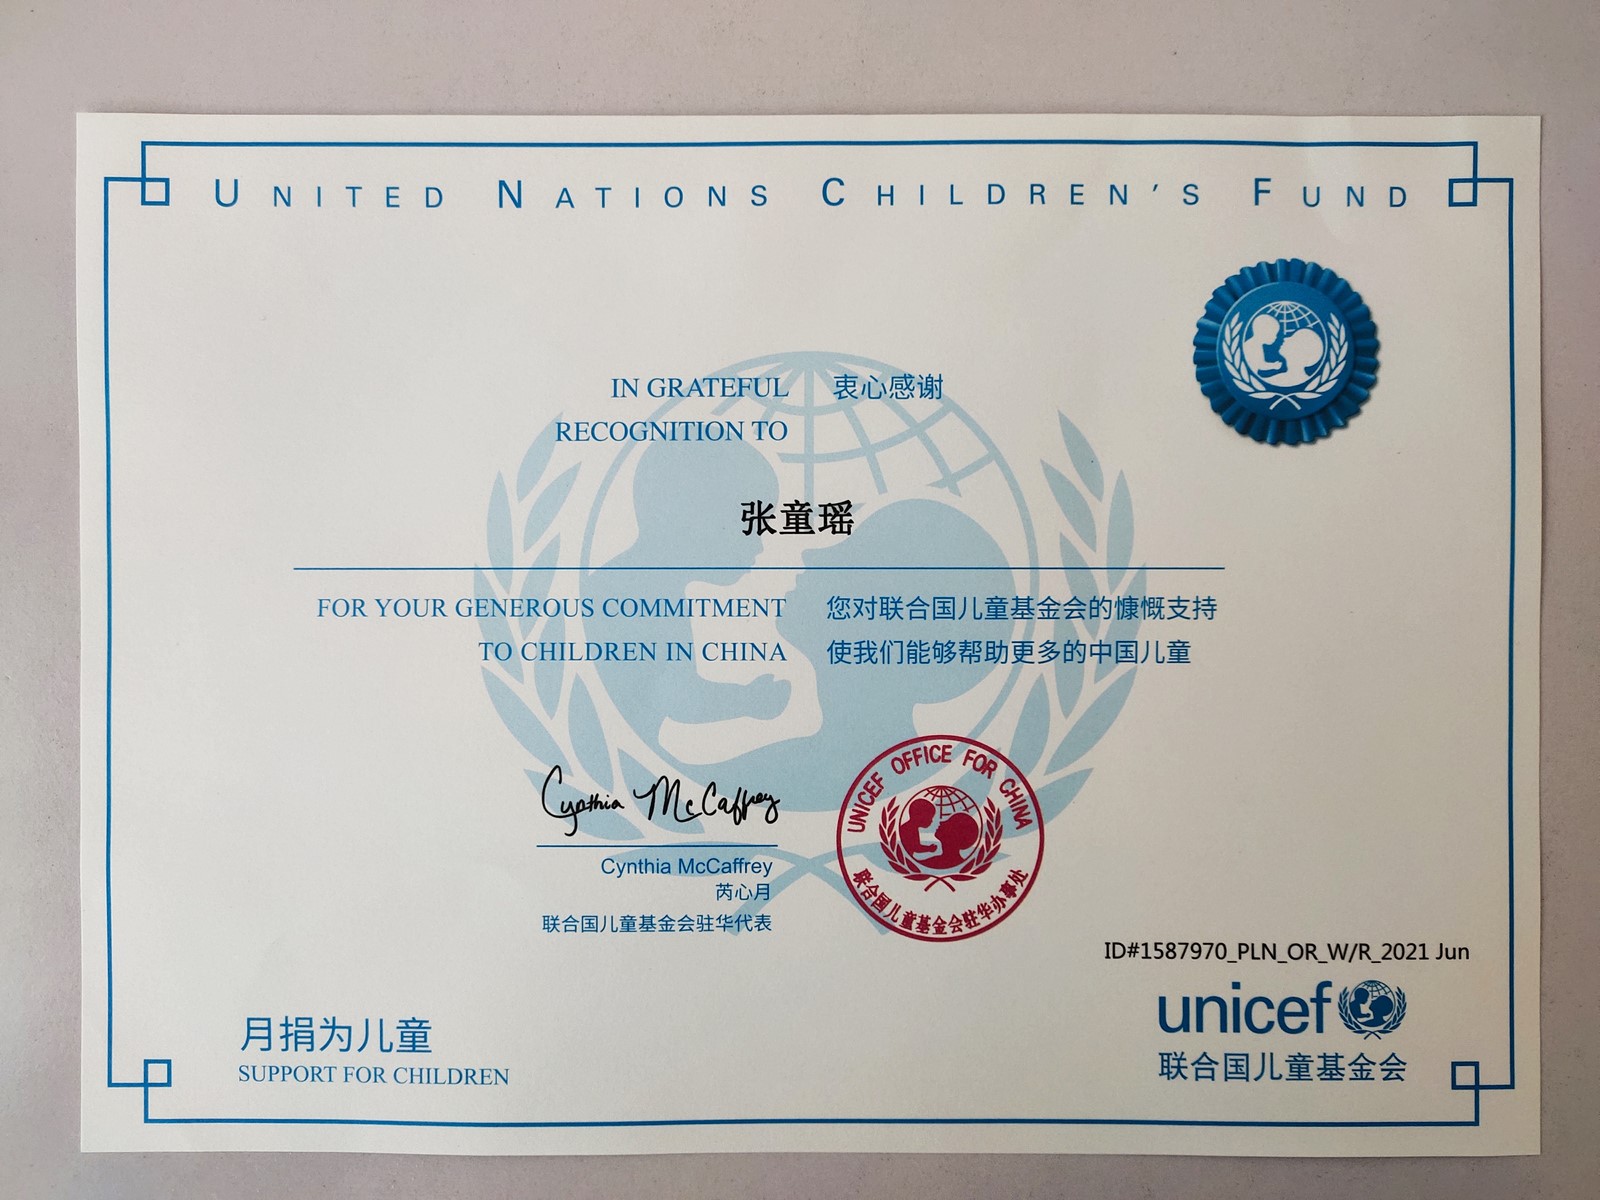 UNITED NATIONS CHILDREN'S FUND
IN GRATEFUL
RECOGNITION TO
衷心感谢
张童瑶
FOR YOUR GENEROUS COMMITMENT
TO CHILDREN IN CHINA
您对联合国儿童基金会的慷慨支持
使我们能够帮助更多的中国儿童
Cynthia McCaffrey
Cynthia McCaffrey
芮心月
联合国儿童基金会驻华代表
UNICEF OFFICE FOR CHINA
联合国儿童基金会驻华办事处
ID#1587970_PLN_OR_W/R_2021 Jun
unicef
联合国儿童基金会
月捐为儿童
SUPPORT FOR CHILDREN